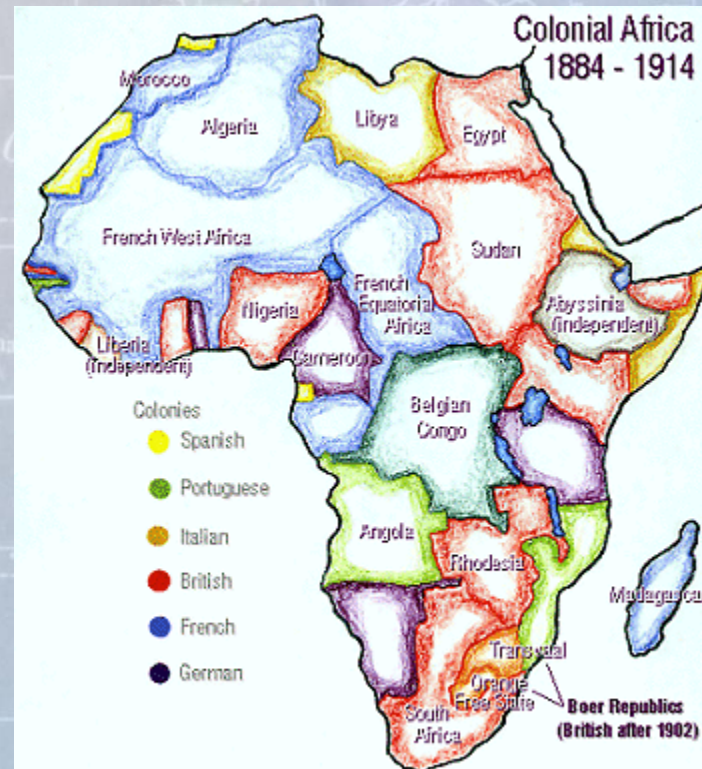 Colonial Africa
1884 - 1914
Morocco
Algeria
Libya
Egypt
French West Africa
Sudan
French
Equatoria
Africa
Nigeria
Abyssinia
(independent)
Liberia
(independent)
Cameroon
Belgian
Congo
Colonies
Spanish
Portuguese
Italian
British
French
German
Angola
Rhodesia
Madagasca
Transvaal
Orange
Free State
South
Africa
Boer Republics
(British after 1902)